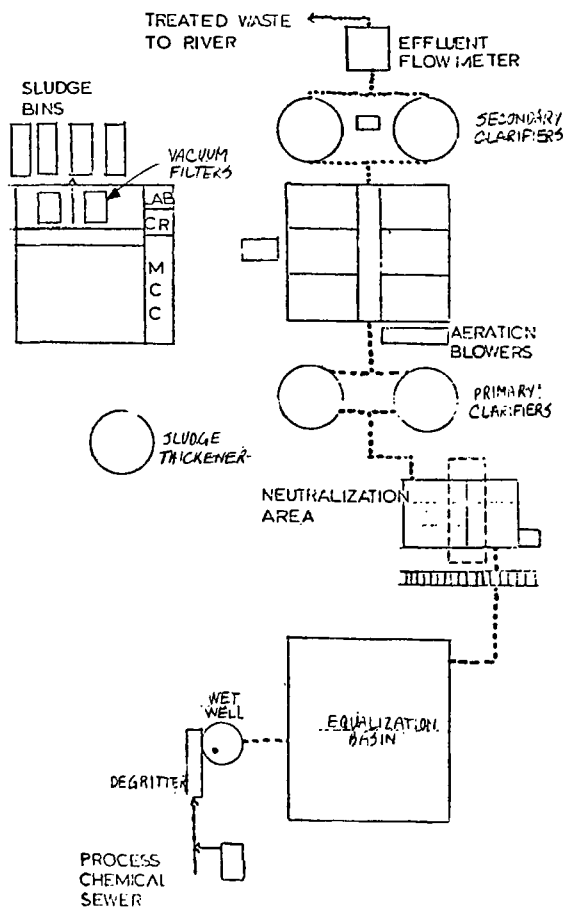 TREATED WASTE
TO RIVER
EFFLUENT
FLOWMETER
SLUDGE
BINS
SECONDARY
CLARIFIERS
VACUUM
FILTERS
LAB
CR
M
C
C
AERATION
BLOWERS
PRIMARY
CLARIFIERS
SLUDGE
THICKENER
NEUTRALIZATION
AREA
WET
WELL
EQUALIZATION
BASIN
DEGRITTER
PROCESS
CHEMICAL
SEWER